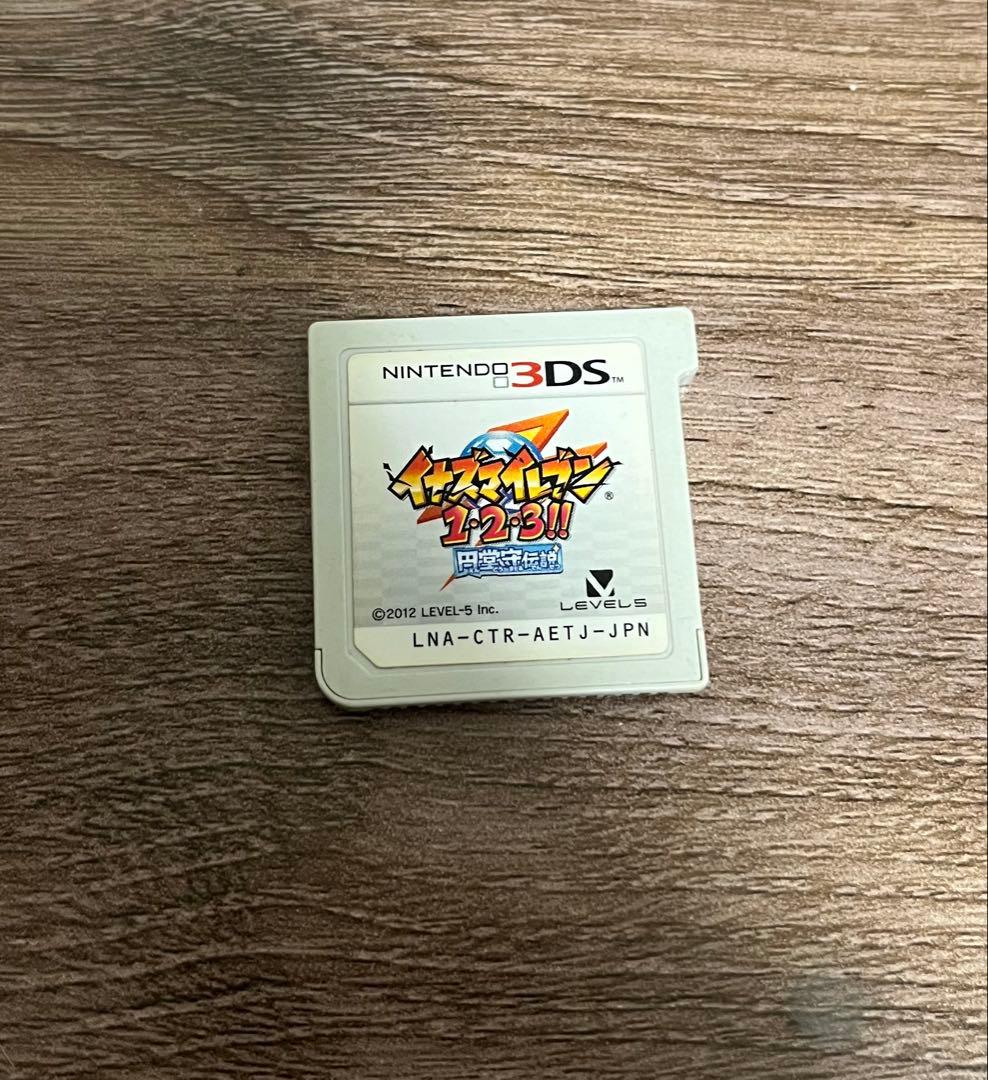 NINTENDO 3DS™
イナズマイレブン®
1・2・3!!
円堂守伝説
©2012 LEVEL-5 Inc.
LEVEL5
LNA-CTR-AETJ-JPN